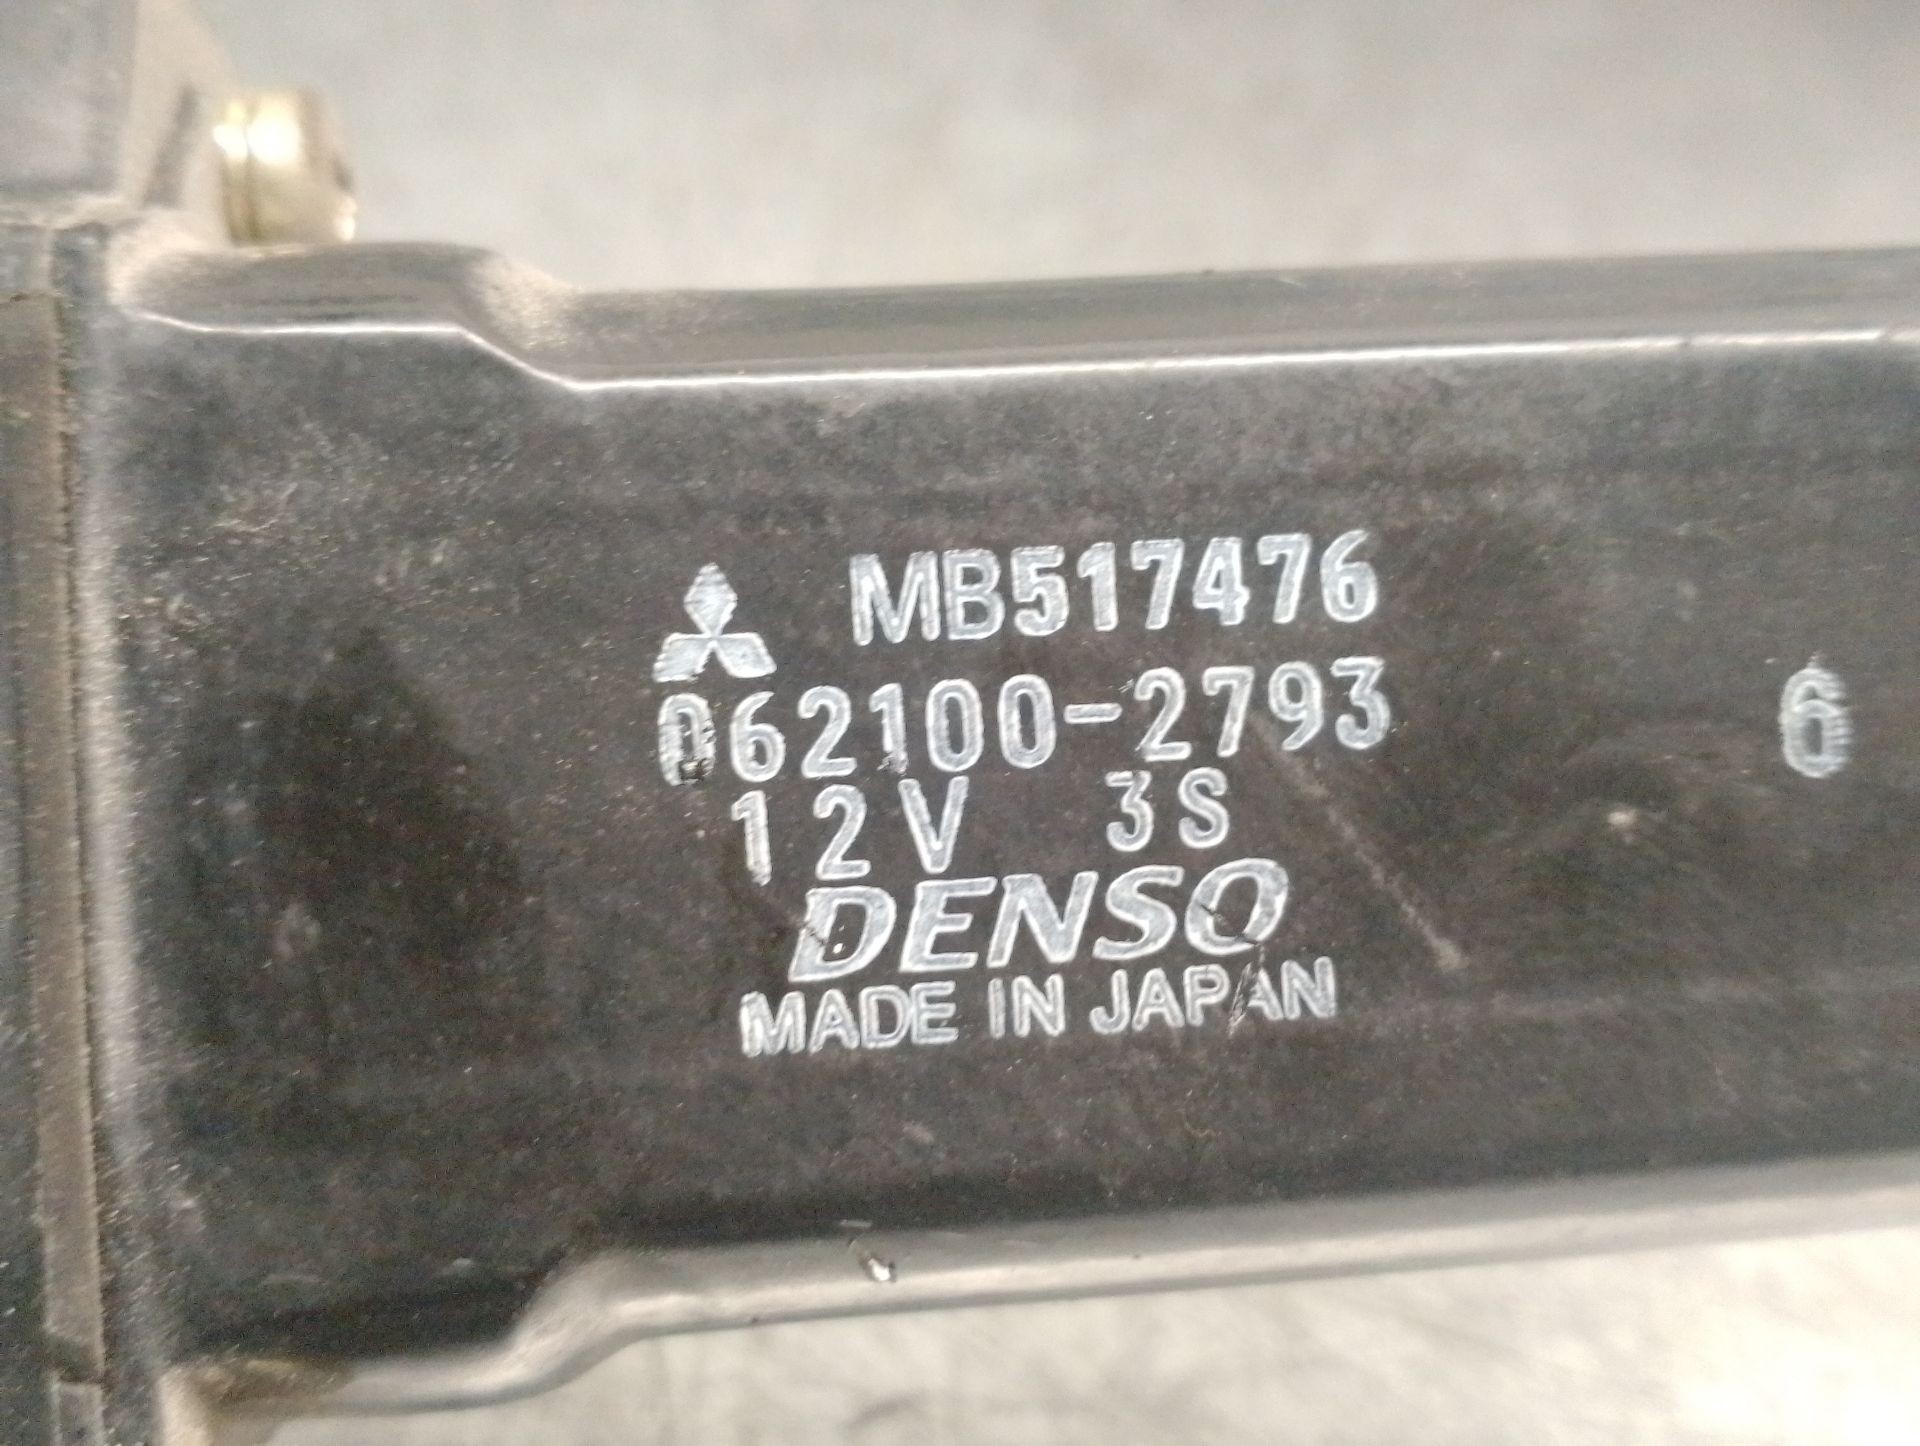 MB517476
062100-2793
6
12V 3S
DENSO
MADE IN JAPAN